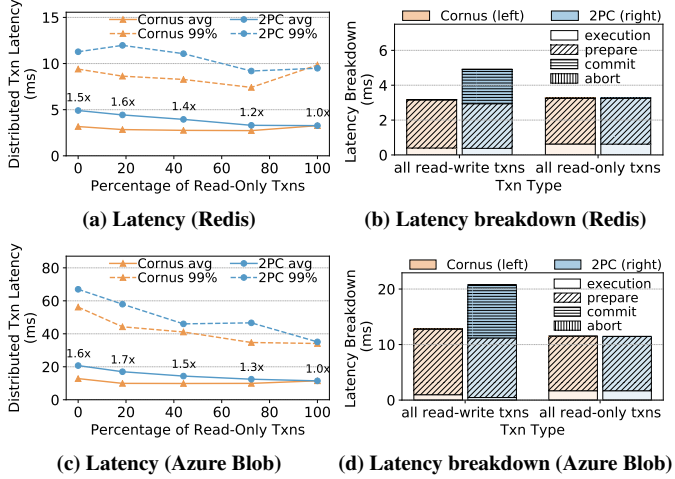 Cornus avg
2PC avg
Cornus 99%
2PC 99%
Distributed Txn Latency
(ms)
15
10
5
0
1.5x
1.6x
1.4x
1.2x
1.0x
0 20 40 60 80 100
Percentage of Read-Only Txns
(a) Latency (Redis)
Cornus (left)
2PC (right)
execution
prepare
commit
abort
Latency Breakdown
(ms)
6
4
2
0
all read-write txns all read-only txns
Txn Type
(b) Latency breakdown (Redis)
Cornus avg
2PC avg
Cornus 99%
2PC 99%
Distributed Txn Latency
(ms)
80
60
40
20
0
1.6x
1.7x
1.5x
1.3x
1.0x
0 20 40 60 80 100
Percentage of Read-Only Txns
(c) Latency (Azure Blob)
Cornus (left)
2PC (right)
execution
prepare
commit
abort
Latency Breakdown
(ms)
20
10
0
all read-write txns all read-only txns
Txn Type
(d) Latency breakdown (Azure Blob)